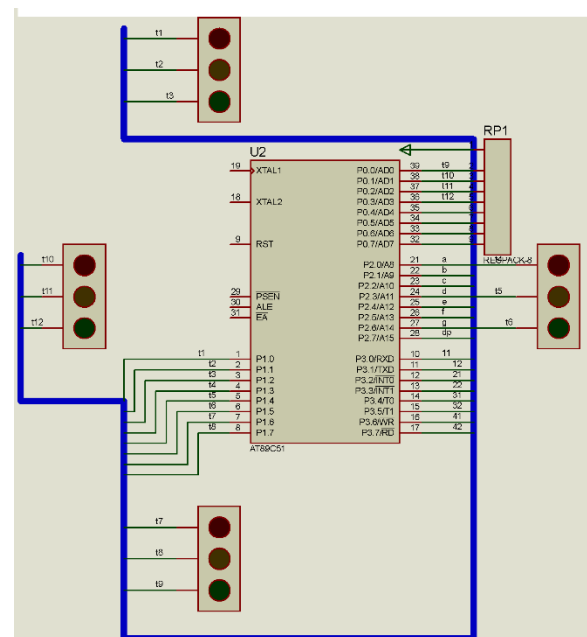 t1
t2
t3
RP1
U2
19 XTAL1 P0.0/AD0 39 t9
P0.1/AD1 38 t10
P0.2/AD2 37 t11
18 XTAL2 P0.3/AD3 36 t12
P0.4/AD4 35
P0.5/AD5 34
P0.6/AD6 33
9 RST P0.7/AD7 32
t10
t11
t12
P2.0/A8 21 a
P2.1/A9 22 b
P2.2/A10 23 c
29 PSEN P2.3/A11 24 d t5
30 ALE P2.4/A12 25 e
31 EA P2.5/A13 26 f
P2.6/A14 27 g t6
P2.7/A15 28 dp
t1 1 P1.0 P3.0/RXD 10 11
t2 2 P1.1 P3.1/TXD 11 12
t3 3 P1.2 P3.2/INT0 12 21
t4 4 P1.3 P3.3/INT1 13 22
t5 5 P1.4 P3.4/T0 14 31
t6 6 P1.5 P3.5/T1 15 32
t7 7 P1.6 P3.6/WR 16 41
t8 8 P1.7 P3.7/RD 17 42
AT89C51
t7
t8
t9